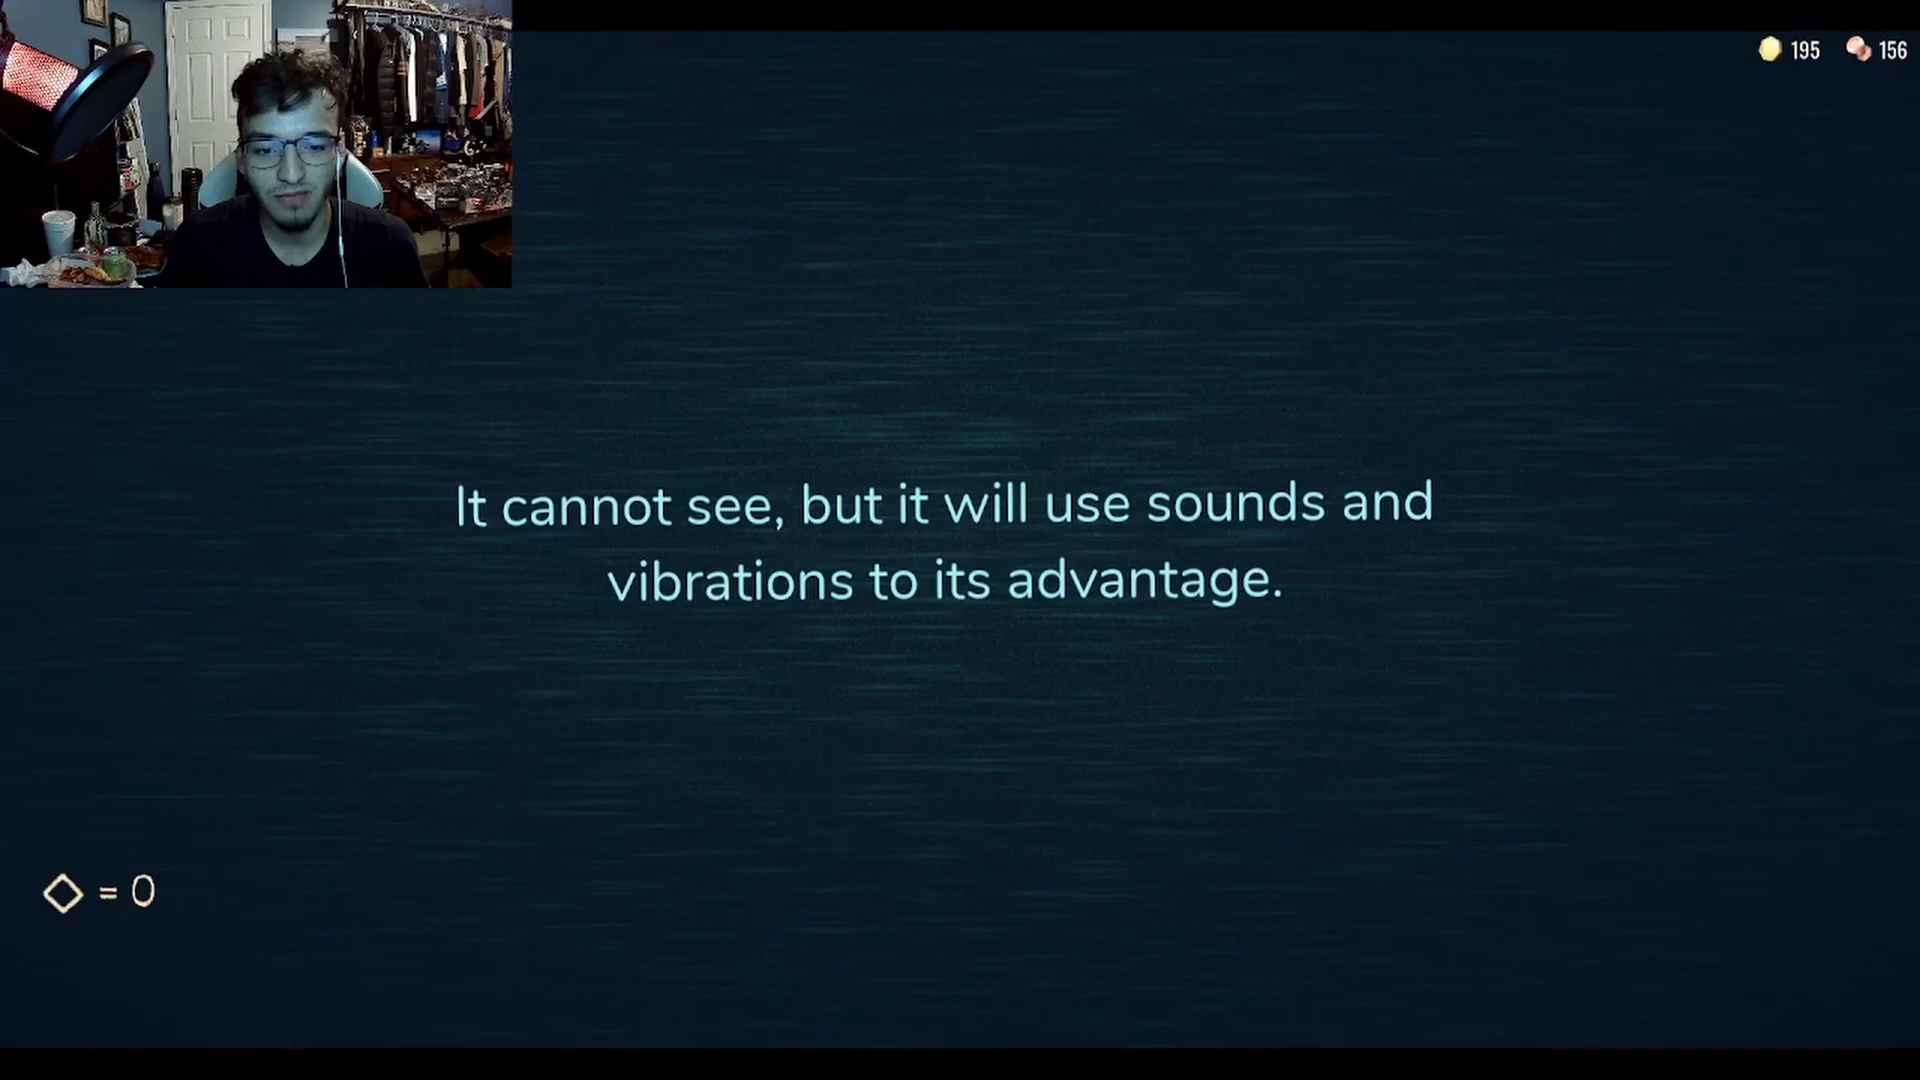 195 156
It cannot see, but it will use sounds and
vibrations to its advantage.
◇ = 0